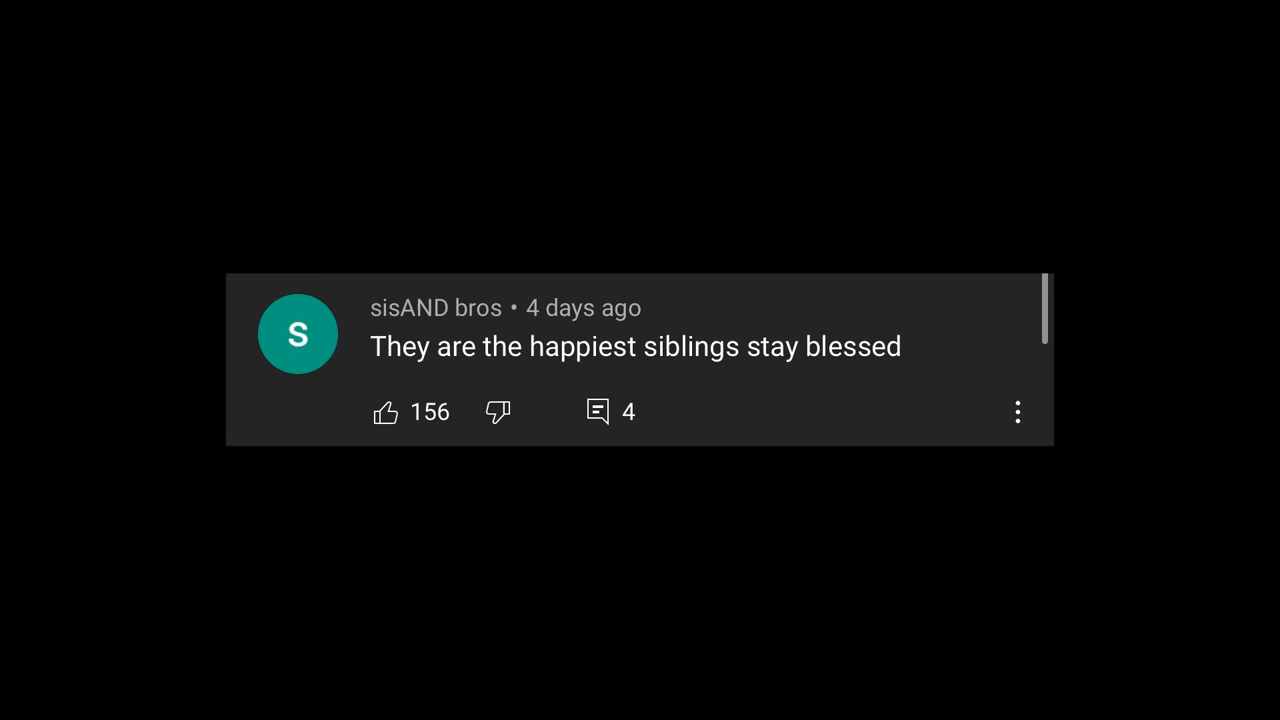 S
sisAND bros • 4 days ago
They are the happiest siblings stay blessed
156
4